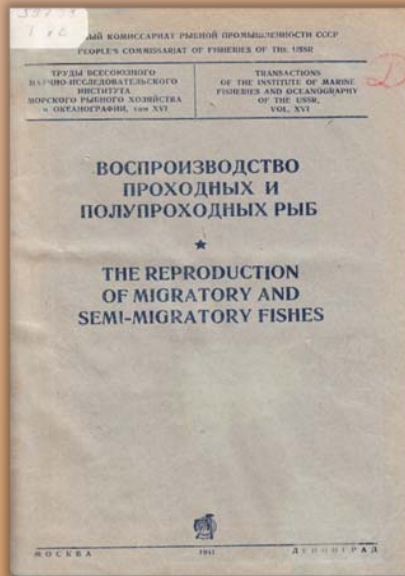 НЫЙ КОМИССАРИАТ РЫБНОЙ ПРОМЫШЛЕННОСТИ СССР
PEOPLE'S COMMISSARIAT OF FISHERIES OF THE USSR
ТРУДЫ ВСЕСОЮЗНОГО
НАУЧНО-ИССЛЕДОВАТЕЛЬСКОГО
ИНСТИТУТА
МОРСКОГО РЫБНОГО ХОЗЯЙСТВА
и ОКЕАНОГРАФИИ, том XVI
TRANSACTIONS
OF THE INSTITUTE OF MARINE
FISHERIES AND OCEANOGRAPHY
OF THE USSR,
VOL. XVI
ВОСПРОИЗВОДСТВО
ПРОХОДНЫХ И
ПОЛУПРОХОДНЫХ РЫБ
THE REPRODUCTION
OF MIGRATORY AND
SEMI-MIGRATORY FISHES
МОСКВА 1941 ЛЕНИНГРАД